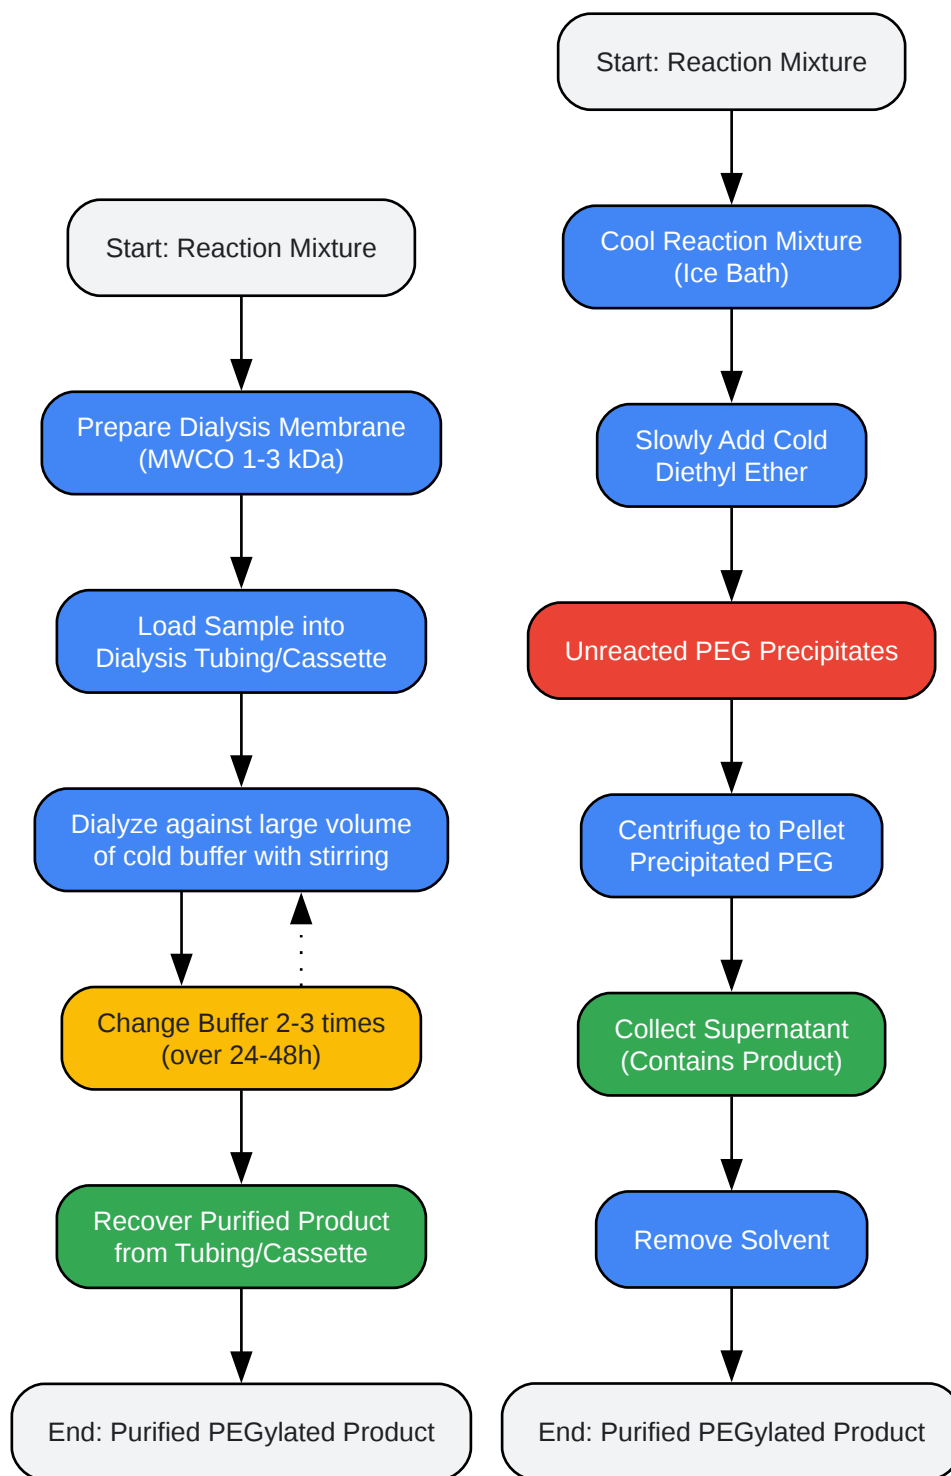 Start: Reaction Mixture
Prepare Dialysis Membrane
(MWCO 1-3 kDa)
Load Sample into
Dialysis Tubing/Cassette
Dialyze against large volume
of cold buffer with stirring
Change Buffer 2-3 times
(over 24-48h)
Recover Purified Product
from Tubing/Cassette
End: Purified PEGylated Product
Start: Reaction Mixture
Cool Reaction Mixture
(Ice Bath)
Slowly Add Cold
Diethyl Ether
Unreacted PEG Precipitates
Centrifuge to Pellet
Precipitated PEG
Collect Supernatant
(Contains Product)
Remove Solvent
End: Purified PEGylated Product